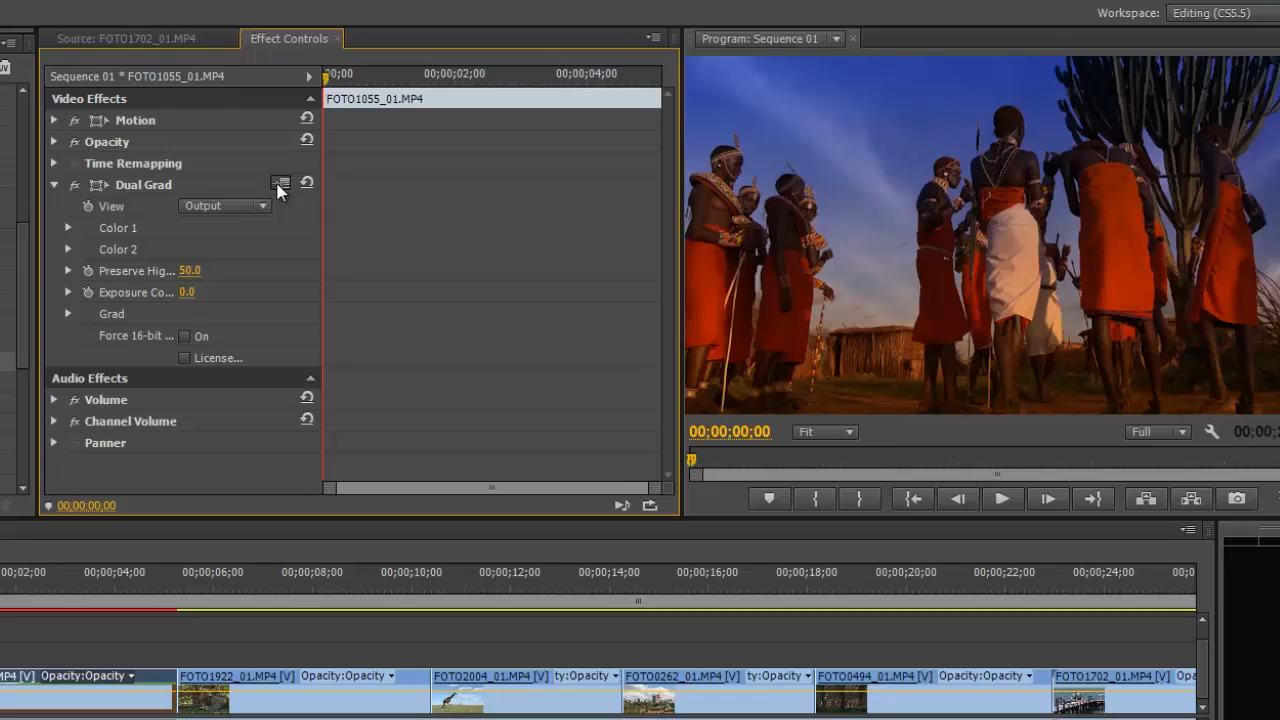 Workspace: Editing (CS5.5)
Source: FOTO1702_01.MP4 Effect Controls
Program: Sequence 01
Sequence 01 * FOTO1055_01.MP4
00;00 00;00;02;00 00;00;04;00
Video Effects
FOTO1055_01.MP4
fx Motion
fx Opacity
Time Remapping
fx Dual Grad
View Output
Color 1
Color 2
Preserve Hig... 50.0
Exposure Co... 0.0
Grad
Force 16-bit ... On
License...
Audio Effects
fx Volume
fx Channel Volume
Panner
00;00;00;00
00;00;00;00 Fit Full 00;00;
00;02;00 00;00;04;00 00;00;06;00 00;00;08;00 00;00;10;00 00;00;12;00 00;00;14;00 00;00;16;00 00;00;18;00 00;00;20;00 00;00;22;00 00;00;24;00 00;0
MP4 [V] Opacity:Opacity FOTO1922_01.MP4 [V] Opacity:Opacity FOTO2004_01.MP4 [V] ty:Opacity FOTO0262_01.MP4 [V] ty:Opacity FOTO0494_01.MP4 [V] Opacity:Opacity FOTO1702_01.MP4 [V] Opa